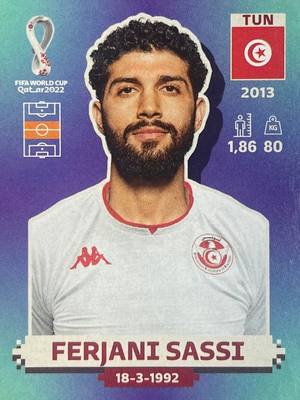 TUN
FIFA WORLD CUP
Qatar2022
2013
KG
1,86 80
FERJANI SASSI
18-3-1992